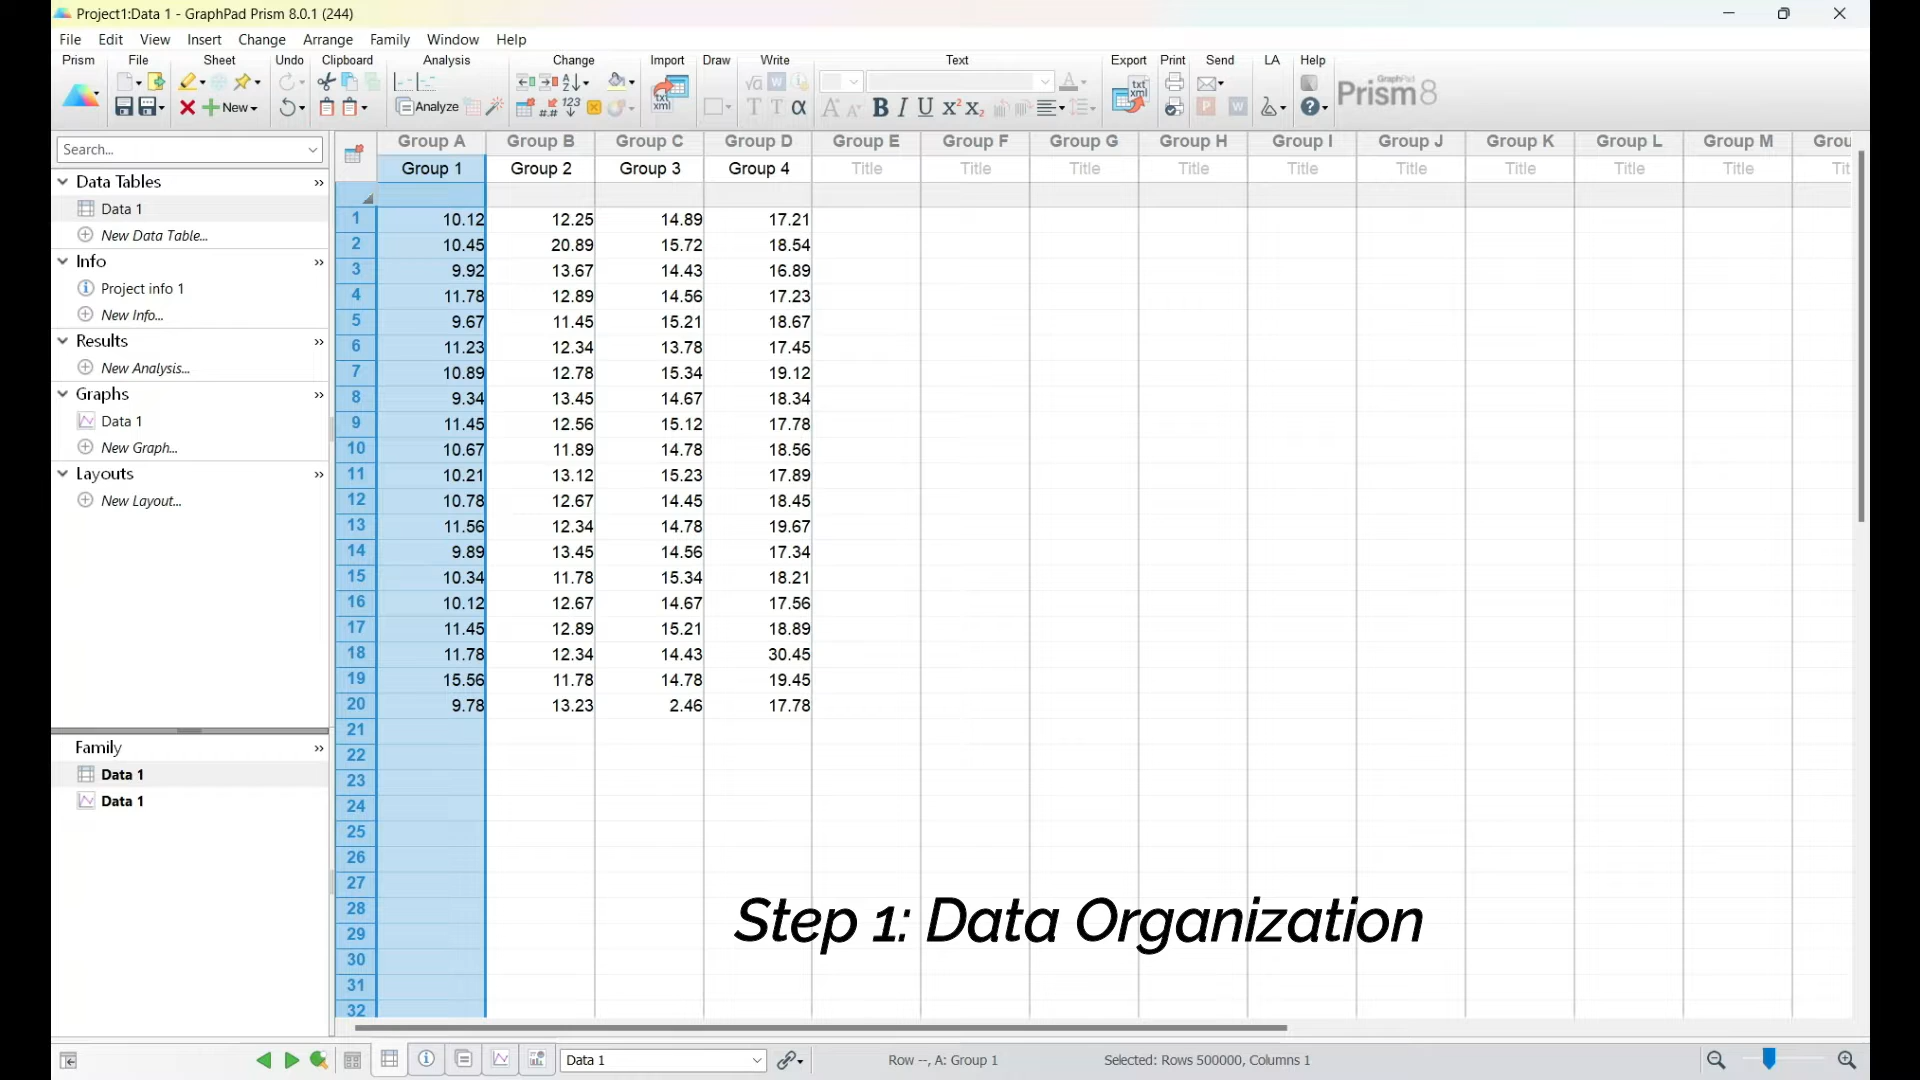 Project1:Data 1 - GraphPad Prism 8.0.1 (244)
File Edit View Insert Change Arrange Family Window Help
Prism File Sheet Undo Clipboard Analysis Change Import Draw Write Text Export Print Send LA Help
New Analyze GraphPad Prism 8
Search...
Data Tables
Data 1
New Data Table...
Info
Project info 1
New Info...
Results
New Analysis...
Graphs
Data 1
New Graph...
Layouts
New Layout...
Family
Data 1
Data 1
Group A Group B Group C Group D Group E Group F Group G Group H Group I Group J Group K Group L Group M Grou
Group 1 Group 2 Group 3 Group 4 Title Title Title Title Title Title Title Title Title Tit
1 10.12 12.25 14.89 17.21
2 10.45 20.89 15.72 18.54
3 9.92 13.67 14.43 16.89
4 11.78 12.89 14.56 17.23
5 9.67 11.45 15.21 18.67
6 11.23 12.34 13.78 17.45
7 10.89 12.78 15.34 19.12
8 9.34 13.45 14.67 18.34
9 11.45 12.56 15.12 17.78
10 10.67 11.89 14.78 18.56
11 10.21 13.12 15.23 17.89
12 10.78 12.67 14.45 18.45
13 11.56 12.34 14.78 19.67
14 9.89 13.45 14.56 17.34
15 10.34 11.78 15.34 18.21
16 10.12 12.67 14.67 17.56
17 11.45 12.89 15.21 18.89
18 11.78 12.34 14.43 30.45
19 15.56 11.78 14.78 19.45
20 9.78 13.23 2.46 17.78
21
22
23
24
25
26
27
28
29
30
31
32
Step 1: Data Organization
Data 1 Row --, A: Group 1 Selected: Rows 500000, Columns 1